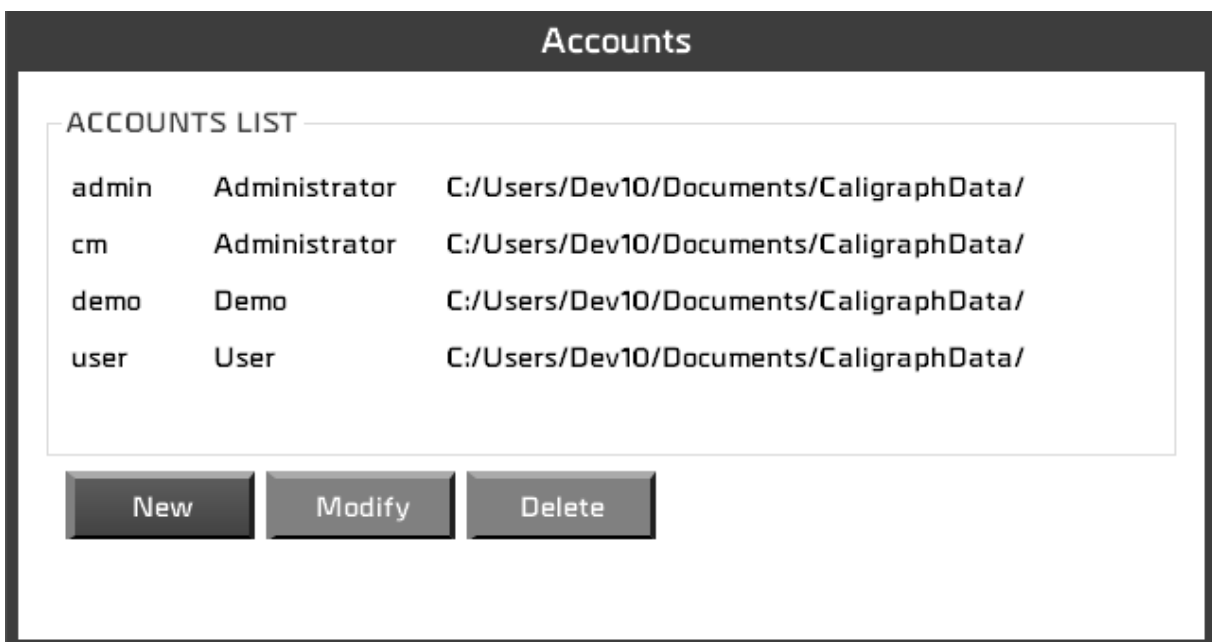 Accounts
ACCOUNTS LIST
admin Administrator C:/Users/Dev10/Documents/CaligraphData/
cm Administrator C:/Users/Dev10/Documents/CaligraphData/
demo Demo C:/Users/Dev10/Documents/CaligraphData/
user User C:/Users/Dev10/Documents/CaligraphData/
New Modify Delete